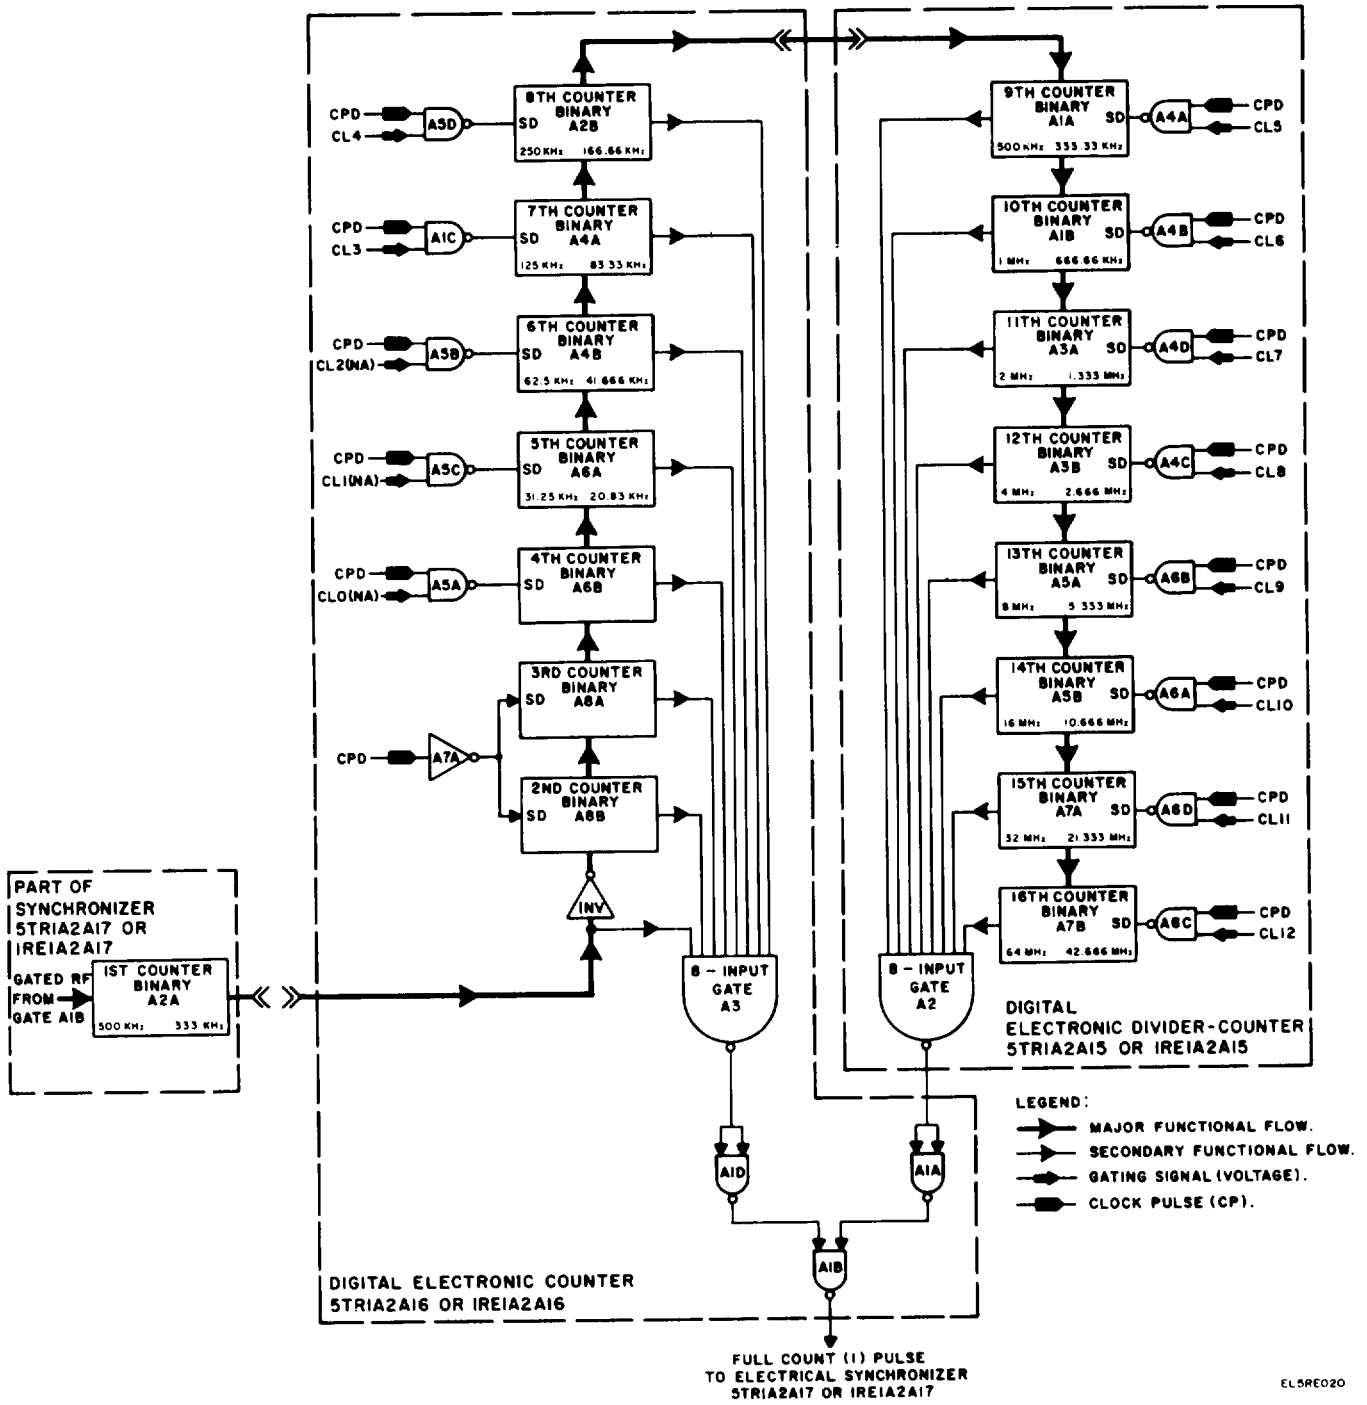 8TH COUNTER
BINARY
A2B
SD
250 KHz 166.66 KHz
CPD
CL4
A5D
7TH COUNTER
BINARY
A4A
SD
125 KHz 83.33 KHz
CPD
CL3
A1C
6TH COUNTER
BINARY
A4B
SD
62.5 KHz 41.666 KHz
CPD
CL2(NA)
A5B
5TH COUNTER
BINARY
A6A
SD
31.25 KHz 20.83 KHz
CPD
CL1(NA)
A5C
4TH COUNTER
BINARY
A6B
SD
CPD
CL0(NA)
A5A
3RD COUNTER
BINARY
A8A
SD
CPD
A7A
2ND COUNTER
BINARY
A8B
SD
INV
PART OF
SYNCHRONIZER
5TR1A2A17 OR
1RE1A2A17
GATED RF
FROM
GATE A1B
1ST COUNTER
BINARY
A2A
500 KHz 333 KHz
8 - INPUT
GATE
A3
A1D
DIGITAL ELECTRONIC COUNTER
5TR1A2A16 OR 1RE1A2A16
9TH COUNTER
BINARY
A1A
SD
500 KHz 333.33 KHz
A4A
CPD
CL5
10TH COUNTER
BINARY
A1B
SD
1 MHz 666.66 KHz
A4B
CPD
CL6
11TH COUNTER
BINARY
A3A
SD
2 MHz 1.333 MHz
A4D
CPD
CL7
12TH COUNTER
BINARY
A3B
SD
4 MHz 2.666 MHz
A4C
CPD
CL8
13TH COUNTER
BINARY
A5A
SD
8 MHz 5.333 MHz
A6B
CPD
CL9
14TH COUNTER
BINARY
A5B
SD
16 MHz 10.666 MHz
A6A
CPD
CL10
15TH COUNTER
BINARY
A7A
SD
32 MHz 21.333 MHz
A6D
CPD
CL11
16TH COUNTER
BINARY
A7B
SD
64 MHz 42.666 MHz
A6C
CPD
CL12
8 - INPUT
GATE
A2
DIGITAL
ELECTRONIC DIVIDER-COUNTER
5TR1A2A15 OR 1RE1A2A15
A1A
A1B
LEGEND:
MAJOR FUNCTIONAL FLOW.
SECONDARY FUNCTIONAL FLOW.
GATING SIGNAL (VOLTAGE).
CLOCK PULSE (CP).
FULL COUNT (1) PULSE
TO ELECTRICAL SYNCHRONIZER
5TR1A2A17 OR 1RE1A2A17
EL5RE020